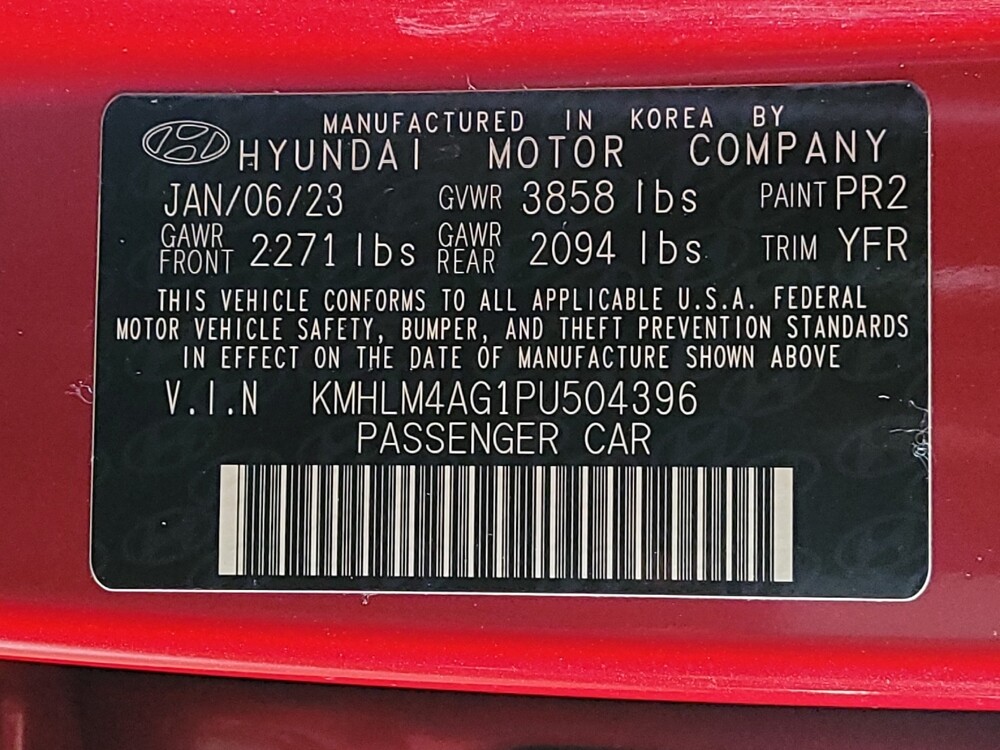 MANUFACTURED IN KOREA BY
HYUNDAI MOTOR COMPANY
JAN/06/23 GVWR 3858 lbs PAINT PR2
GAWR FRONT 2271 lbs GAWR REAR 2094 lbs TRIM YFR
THIS VEHICLE CONFORMS TO ALL APPLICABLE U.S.A. FEDERAL
MOTOR VEHICLE SAFETY, BUMPER, AND THEFT PREVENTION STANDARDS
IN EFFECT ON THE DATE OF MANUFACTURE SHOWN ABOVE
V.I.N KMHLM4AG1PU504396
PASSENGER CAR